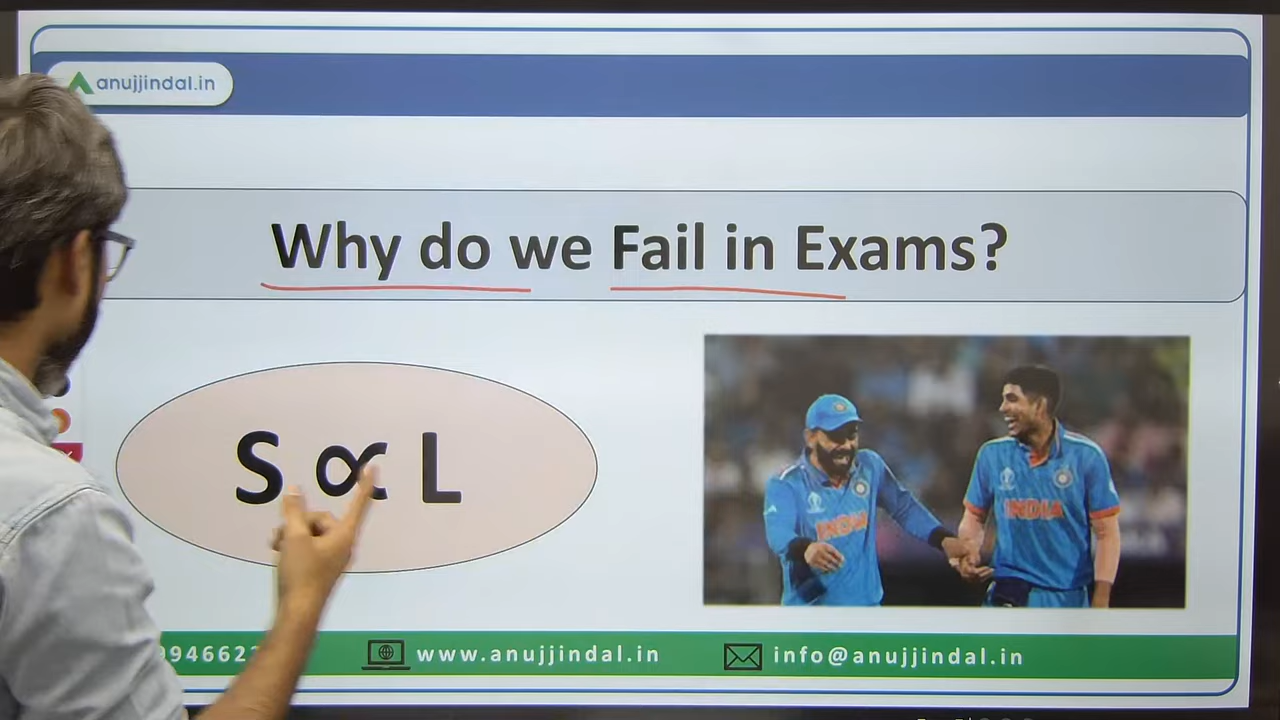 anujjindal.in
Why do we Fail in Exams?
S ∝ L
INDIA
INDIA
www.anujjindal.in
info@anujjindal.in